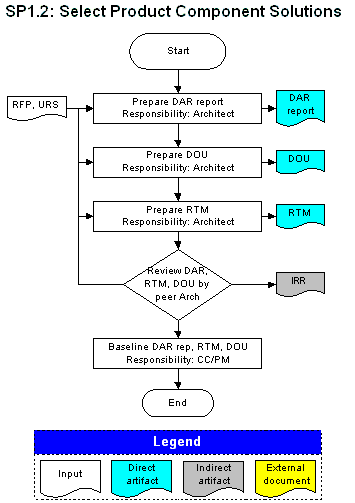 SP1.2: Select Product Component Solutions
Start
RFP, URS
Prepare DAR report
Responsibility: Architect
DAR
report
Prepare DOU
Responsibility: Architect
DOU
Prepare RTM
Responsibility: Architect
RTM
Review DAR,
RTM, DOU by
peer Arch
IRR
Baseline DAR rep, RTM, DOU
Responsibility: CC/PM
End
Legend
Input
Direct
artifact
Indirect
artifact
External
document